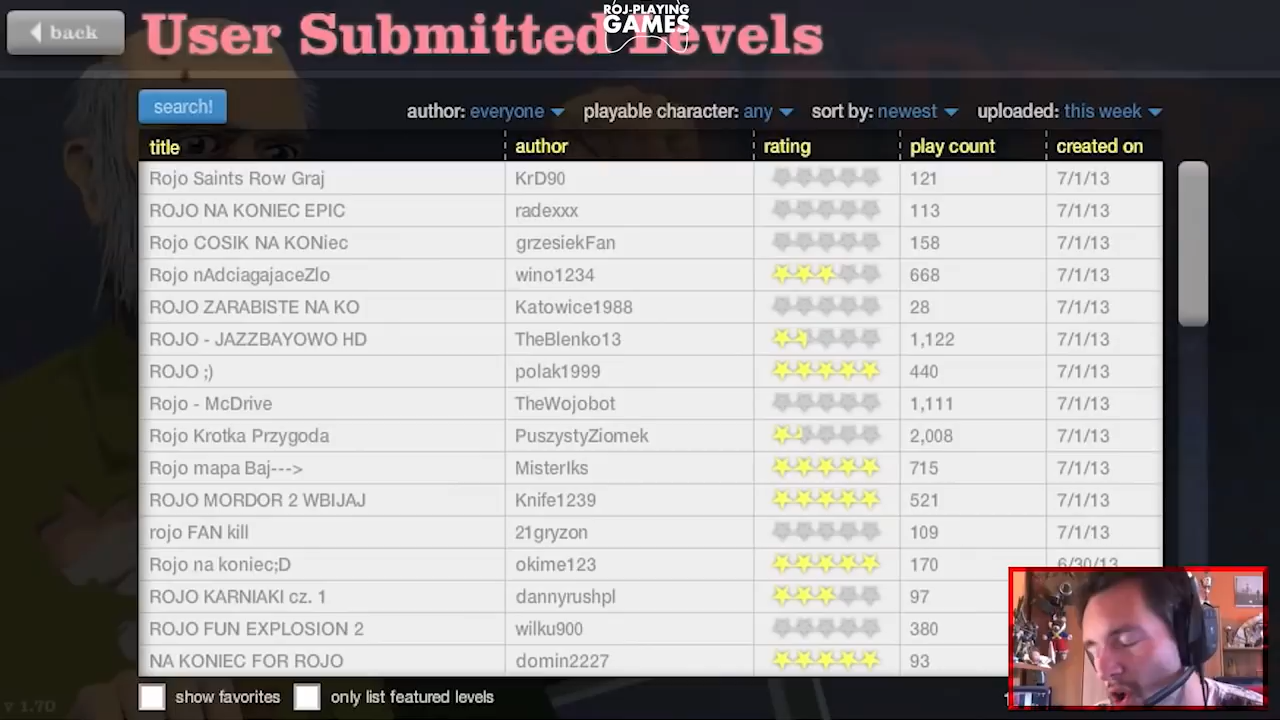 ROJ-PLAYING
GAMES
back
User Submitted Levels
search!
author: everyone playable character: any sort by: newest uploaded: this week
title author rating play count created on
Rojo Saints Row Graj KrD90 121 7/1/13
ROJO NA KONIEC EPIC radexxx 113 7/1/13
Rojo COSIK NA KONiec grzesiekFan 158 7/1/13
Rojo nAdciagajaceZlo wino1234 668 7/1/13
ROJO ZARABISTE NA KO Katowice1988 28 7/1/13
ROJO - JAZZBAYOWO HD TheBlenko13 1,122 7/1/13
ROJO ;) polak1999 440 7/1/13
Rojo - McDrive TheWojobot 1,111 7/1/13
Rojo Krotka Przygoda PuszystyZiomek 2,008 7/1/13
Rojo mapa Baj---> MisterIks 715 7/1/13
ROJO MORDOR 2 WBIJAJ Knife1239 521 7/1/13
rojo FAN kill 21gryzon 109 7/1/13
Rojo na koniec;D okime123 170 6/30/13
ROJO KARNIAKI cz. 1 dannyrushpl 97
ROJO FUN EXPLOSION 2 wilku900 380
NA KONIEC FOR ROJO domin2227 93
show favorites only list featured levels
v 1.70